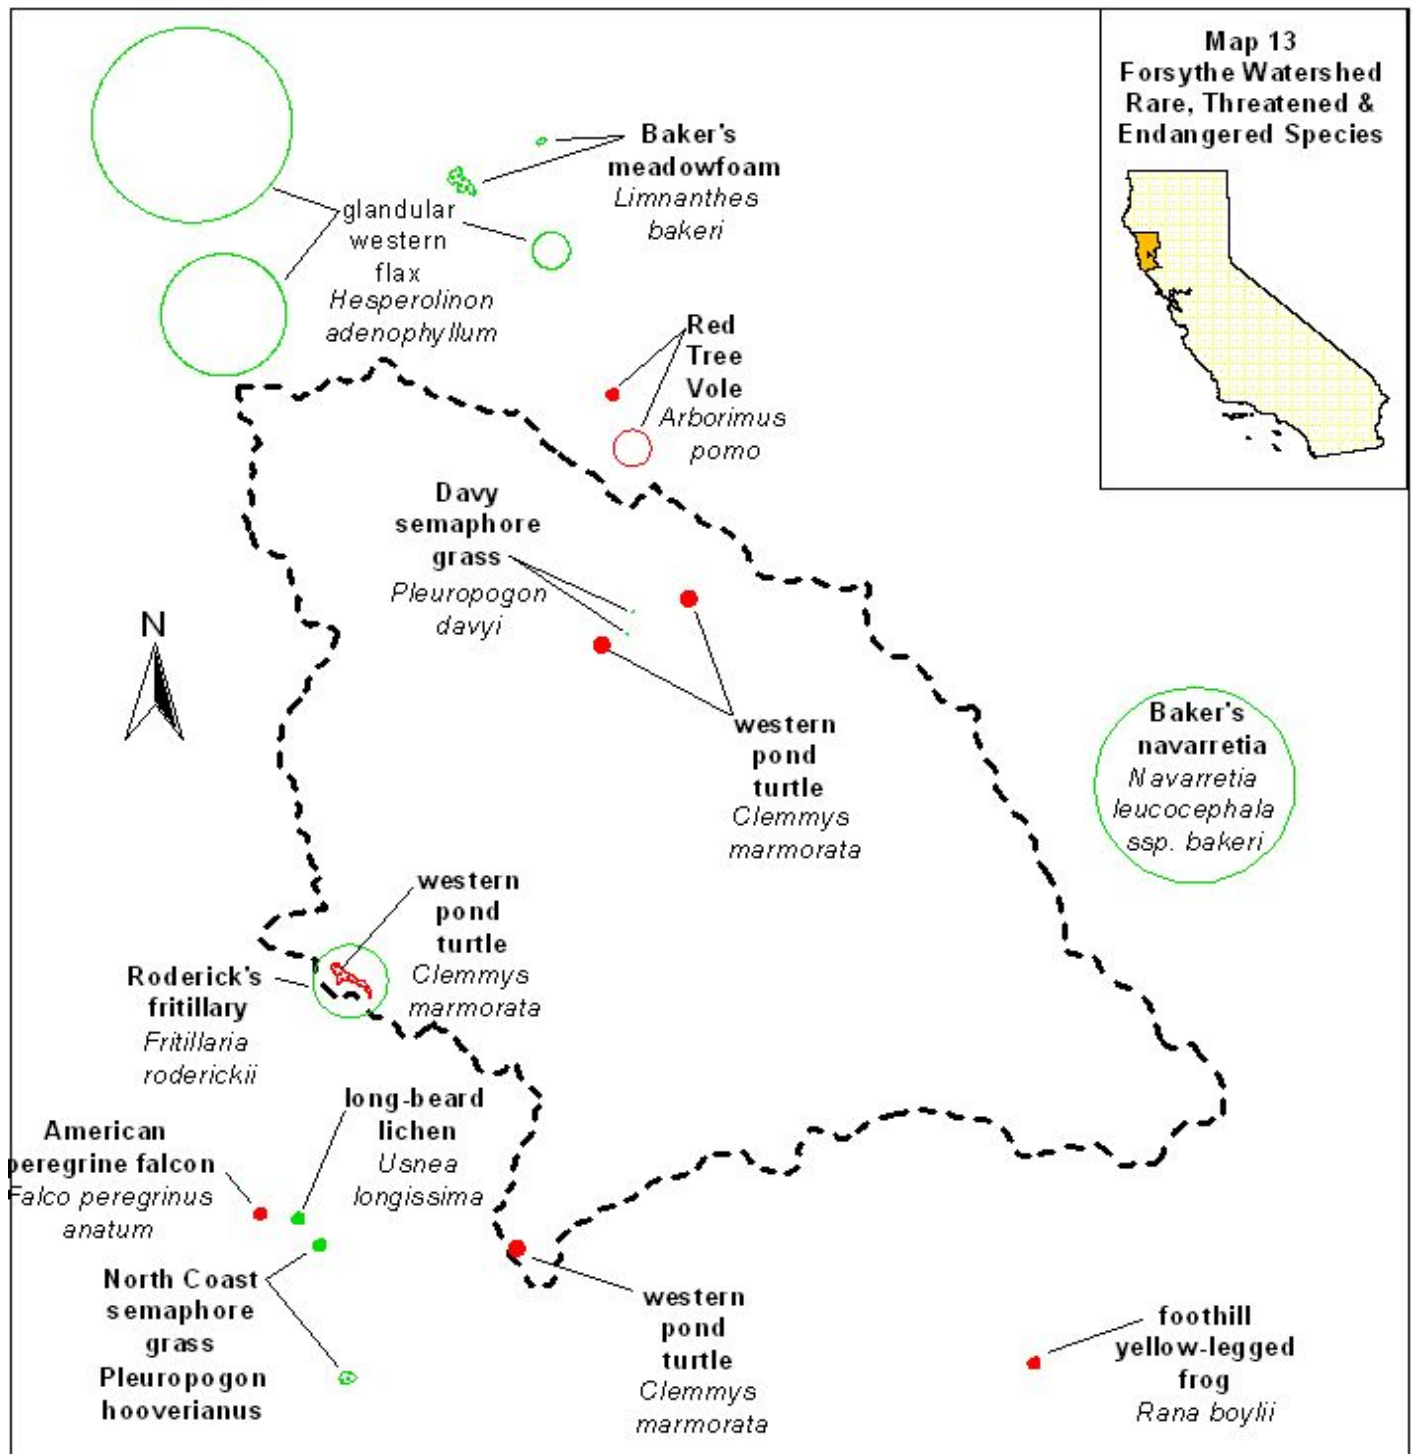 Map 13
Forsythe Watershed
Rare, Threatened &
Endangered Species
Baker's
meadowfoam
Limnanthes
bakeri
glandular
western
flax
Hesperolinon
adenophyllum
Red
Tree
Vole
Arborimus
pomo
Davy
semaphore
grass
Pleuropogon
davyi
N
western
pond
turtle
Clemmys
marmorata
Baker's
navarretia
Navarretia
leucocephala
ssp. bakeri
western
pond
turtle
Clemmys
marmorata
Roderick's
fritillary
Fritillaria
roderickii
long-beard
lichen
Usnea
longissima
American
peregrine falcon
Falco peregrinus
anatum
North Coast
semaphore
grass
Pleuropogon
hooverianus
western
pond
turtle
Clemmys
marmorata
foothill
yellow-legged
frog
Rana boylii